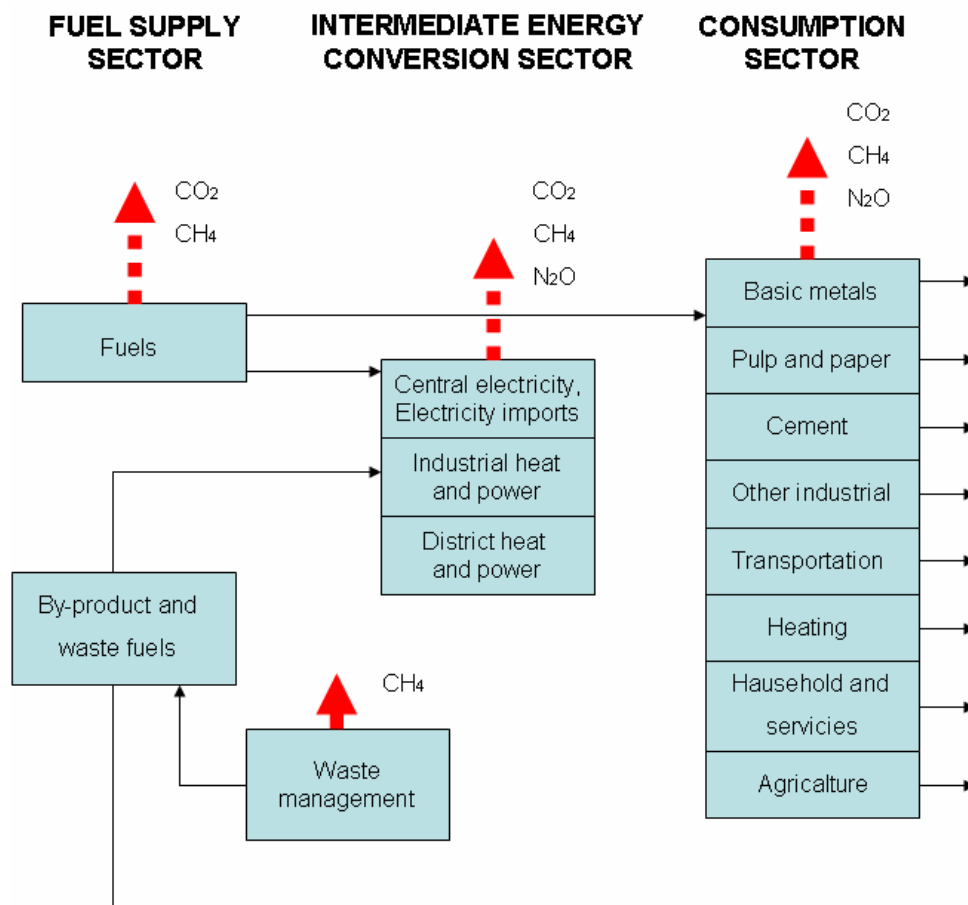 FUEL SUPPLY
SECTOR
INTERMEDIATE ENERGY
CONVERSION SECTOR
CONSUMPTION
SECTOR
CO₂
CH₄
CO₂
CH₄
N₂O
CO₂
CH₄
N₂O
Fuels
Central electricity,
Electricity imports
Industrial heat
and power
District heat
and power
By-product and
waste fuels
CH₄
Waste
management
Basic metals
Pulp and paper
Cement
Other industrial
Transportation
Heating
Hausehold and
servicies
Agricalture